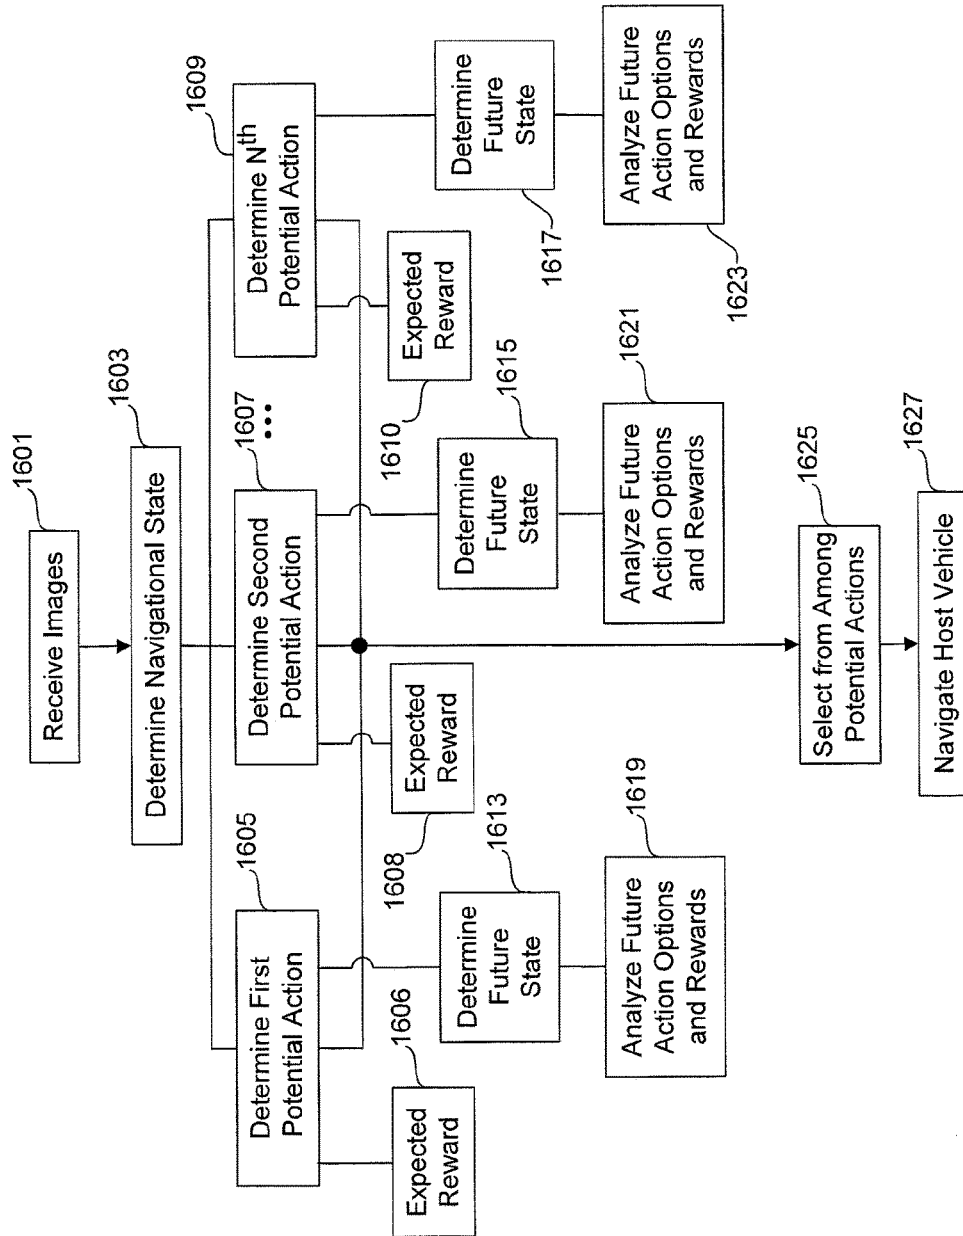 1601
Receive Images
1603
Determine Navigational State
1605
Determine First
Potential Action
1607
Determine Second
Potential Action
...
1609
Determine Nth
Potential Action
1606
Expected
Reward
1608
Expected
Reward
1610
Expected
Reward
1613
Determine
Future
State
1615
Determine
Future
State
1617
Determine
Future
State
1619
Analyze Future
Action Options
and Rewards
1621
Analyze Future
Action Options
and Rewards
1623
Analyze Future
Action Options
and Rewards
1625
Select from Among
Potential Actions
1627
Navigate Host Vehicle